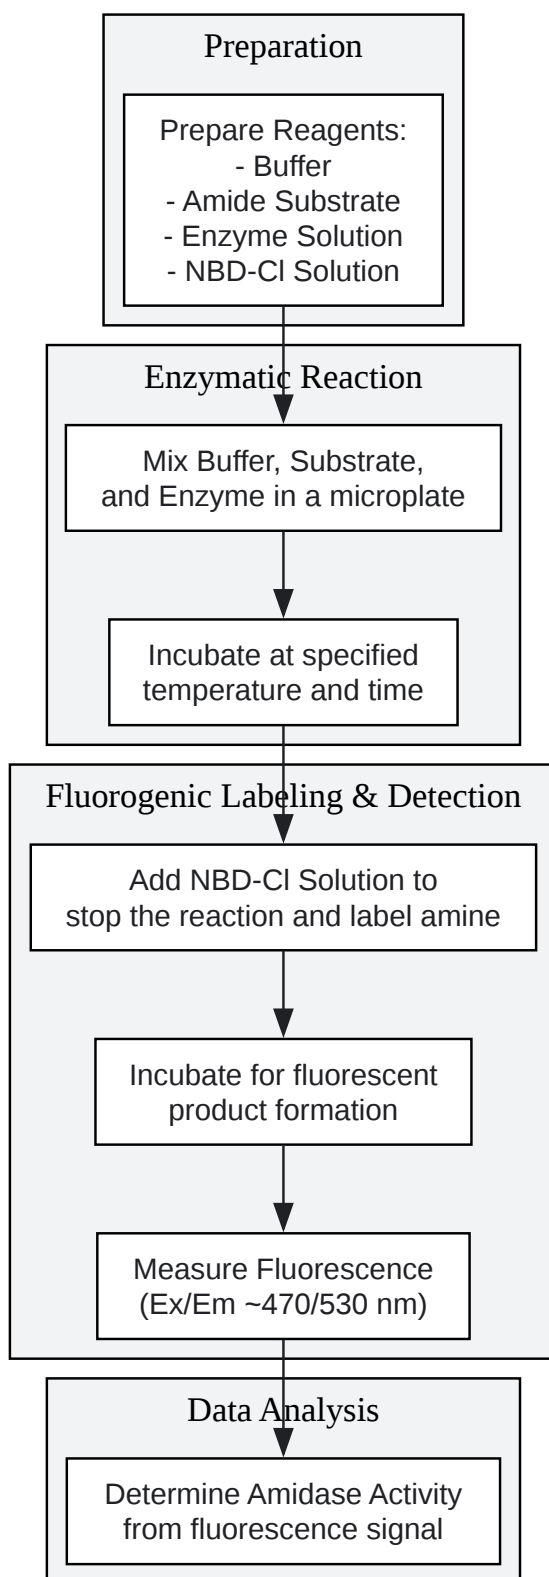 Preparation
Prepare Reagents:
- Buffer
- Amide Substrate
- Enzyme Solution
- NBD-Cl Solution
Enzymatic Reaction
Mix Buffer, Substrate,
and Enzyme in a microplate
Incubate at specified
temperature and time
Fluorogenic Labeling & Detection
Add NBD-Cl Solution to
stop the reaction and label amine
Incubate for fluorescent
product formation
Measure Fluorescence
(Ex/Em ~470/530 nm)
Data Analysis
Determine Amidase Activity
from fluorescence signal